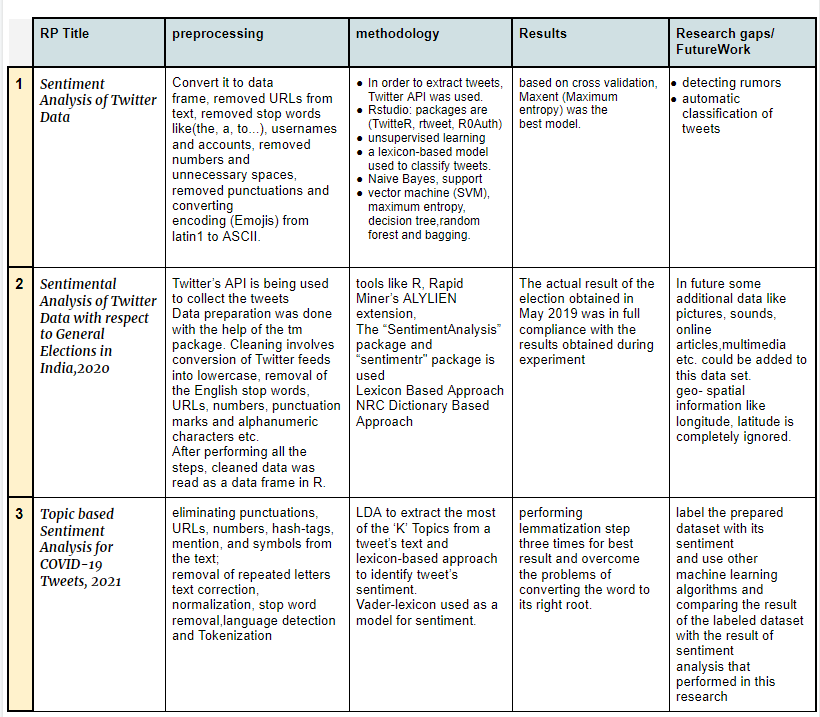 RP Title
preprocessing
methodology
Results
Research gaps/
FutureWork
1
Sentiment
Analysis of Twitter
Data
Convert it to data
frame, removed URLs from
text, removed stop words
like(the, a, to...), usernames
and accounts, removed
numbers and
unnecessary spaces,
removed punctuations and
converting
encoding (Emojis) from
latin1 to ASCII.
● In order to extract tweets,
Twitter API was used.
● Rstudio: packages are
(TwitteR, rtweet, R0Auth)
● unsupervised learning
● a lexicon-based model
used to classify tweets.
● Naive Bayes, support
● vector machine (SVM),
maximum entropy,
decision tree,random
forest and bagging.
based on cross validation,
Maxent (Maximum
entropy) was the
best model.
● detecting rumors
● automatic
classification of
tweets
2
Sentimental
Analysis of Twitter
Data with respect
to General
Elections in
India,2020
Twitter's API is being used
to collect the tweets
Data preparation was done
with the help of the tm
package. Cleaning involves
conversion of Twitter feeds
into lowercase, removal of
the English stop words,
URLs, numbers, punctuation
marks and alphanumeric
characters etc.
After performing all the
steps, cleaned data was
read as a data frame in R.
tools like R, Rapid
Miner's ALYLIEN
extension,
The “SentimentAnalysis”
package and
“sentimentr” package is
used
Lexicon Based Approach
NRC Dictionary Based
Approach
The actual result of the
election obtained in
May 2019 was in full
compliance with the
results obtained during
experiment
In future some
additional data like
pictures, sounds,
online
articles,multimedia
etc. could be added to
this data set.
geo- spatial
information like
longitude, latitude is
completely ignored.
3
Topic based
Sentiment
Analysis for
COVID-19
Tweets, 2021
eliminating punctuations,
URLs, numbers, hash-tags,
mention, and symbols from
the text;
removal of repeated letters
text correction,
normalization, stop word
removal,language detection
and Tokenization
LDA to extract the most
of the ‘K’ Topics from a
tweet's text and
lexicon-based approach
to identify tweet's
sentiment.
Vader-lexicon used as a
model for sentiment.
performing
lemmatization step
three times for best
result and overcome
the problems of
converting the word to
its right root.
label the prepared
dataset with its
sentiment
and use other
machine learning
algorithms and
comparing the result
of the labeled dataset
with the result of
sentiment
analysis that
performed in this
research